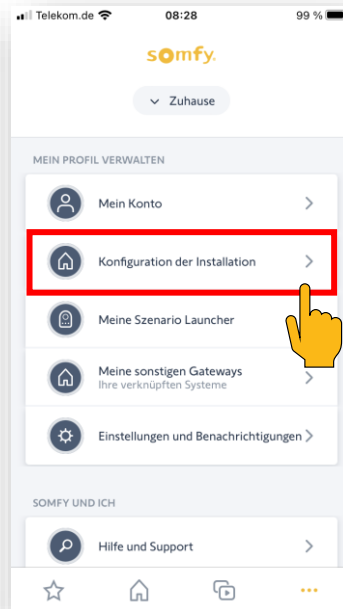 Telekom.de 08:28 99 %
somfy.
Zuhause
MEIN PROFIL VERWALTEN
Mein Konto
Konfiguration der Installation
Meine Szenario Launcher
Meine sonstigen Gateways
Ihre verknüpften Systeme
Einstellungen und Benachrichtigungen
SOMFY UND ICH
Hilfe und Support